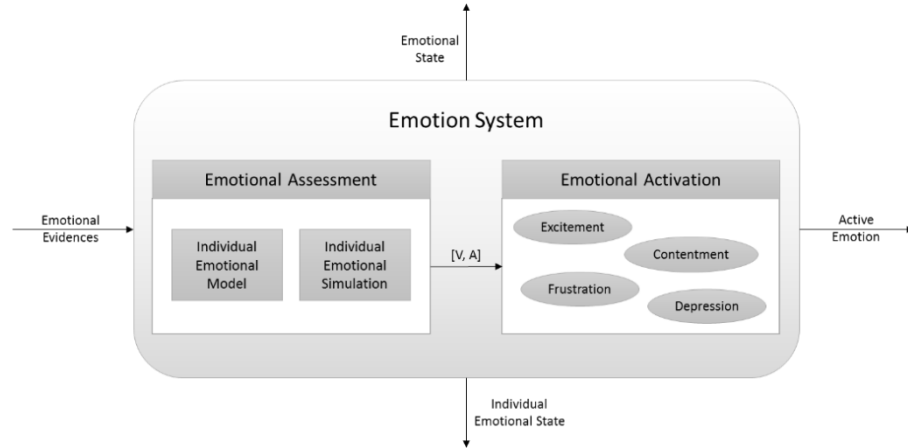 Emotional
State
Emotion System
Emotional Assessment
Emotional Activation
Emotional
Evidences
Individual
Emotional
Model
Individual
Emotional
Simulation
[V, A]
Excitement
Contentment
Frustration
Depression
Active
Emotion
Individual
Emotional State